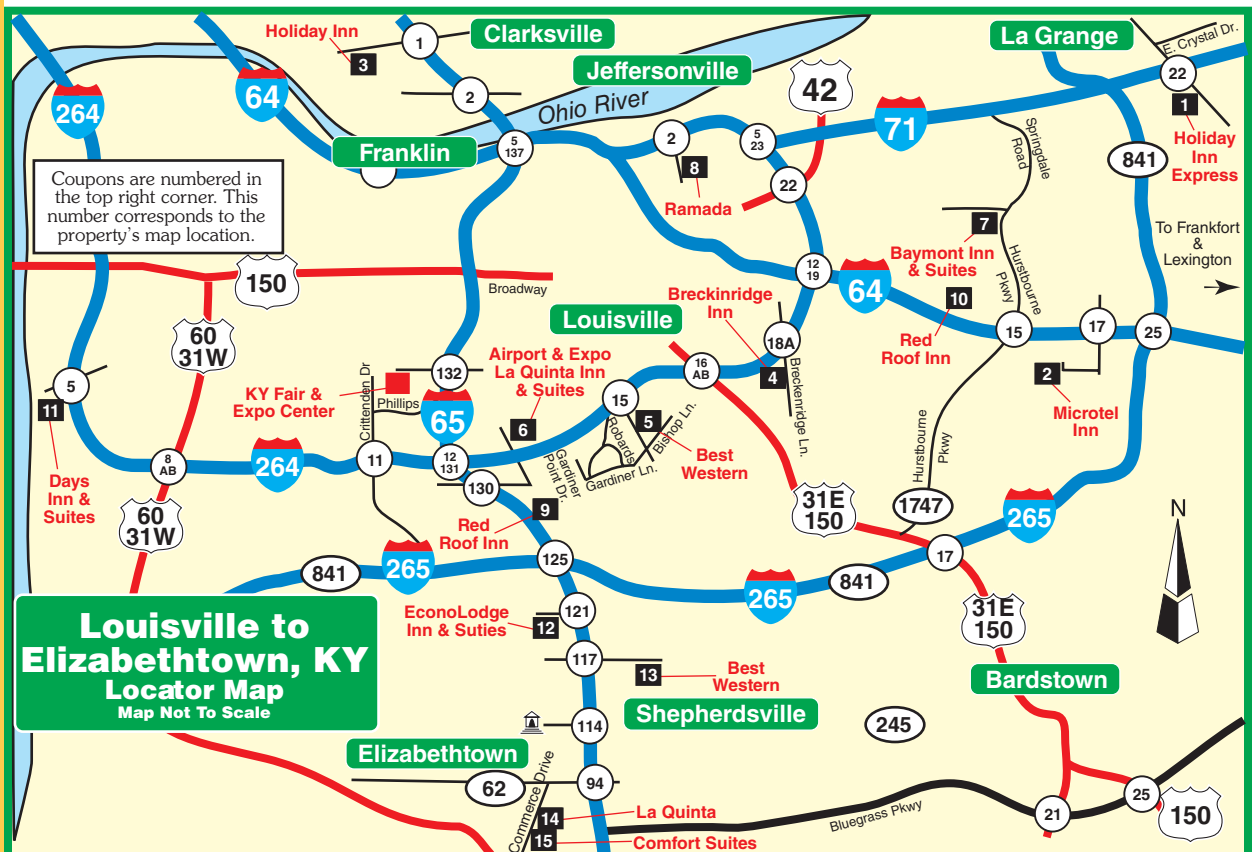 Holiday Inn
3
1
Clarksville
La Grange
E. Crystal Dr.
22
1
Holiday
Inn
Express
264
64
2
Jeffersonville
Ohio River
42
71
Franklin
5
137
2
5
23
8
Ramada
22
Springdale
Road
841
Coupons are numbered in
the top right corner. This
number corresponds to the
property's map location.
7
Baymont Inn
& Suites
To Frankfort
&
Lexington
150
Broadway
12
19
64
Hurstbourne
Pkwy
10
Red
Roof Inn
15
17
25
60
31W
Louisville
Breckinridge
Inn
18A
4
Breckenridge Ln.
16
AB
2
Microtel
Inn
5
11
Days
Inn &
Suites
KY Fair &
Expo Center
Crittenden Dr
Phillips
132
65
Airport & Expo
La Quinta Inn
& Suites
6
15
5
Robards
Bishop Ln.
Gardiner Ln.
Gardiner
Point Dr.
Best
Western
Hurstbourne
Pkwy
8
AB
264
11
12
131
130
9
Red
Roof Inn
60
31W
31E
150
1747
265
N
841
265
125
265
841
17
Louisville to
Elizabethtown, KY
Locator Map
Map Not To Scale
EconoLodge
Inn & Suties
12
121
31E
150
117
13
Best
Western
Bardstown
Shepherdsville
114
245
Elizabethtown
62
Commerce Drive
94
14
La Quinta
15
Comfort Suites
Bluegrass Pkwy
21
25
150